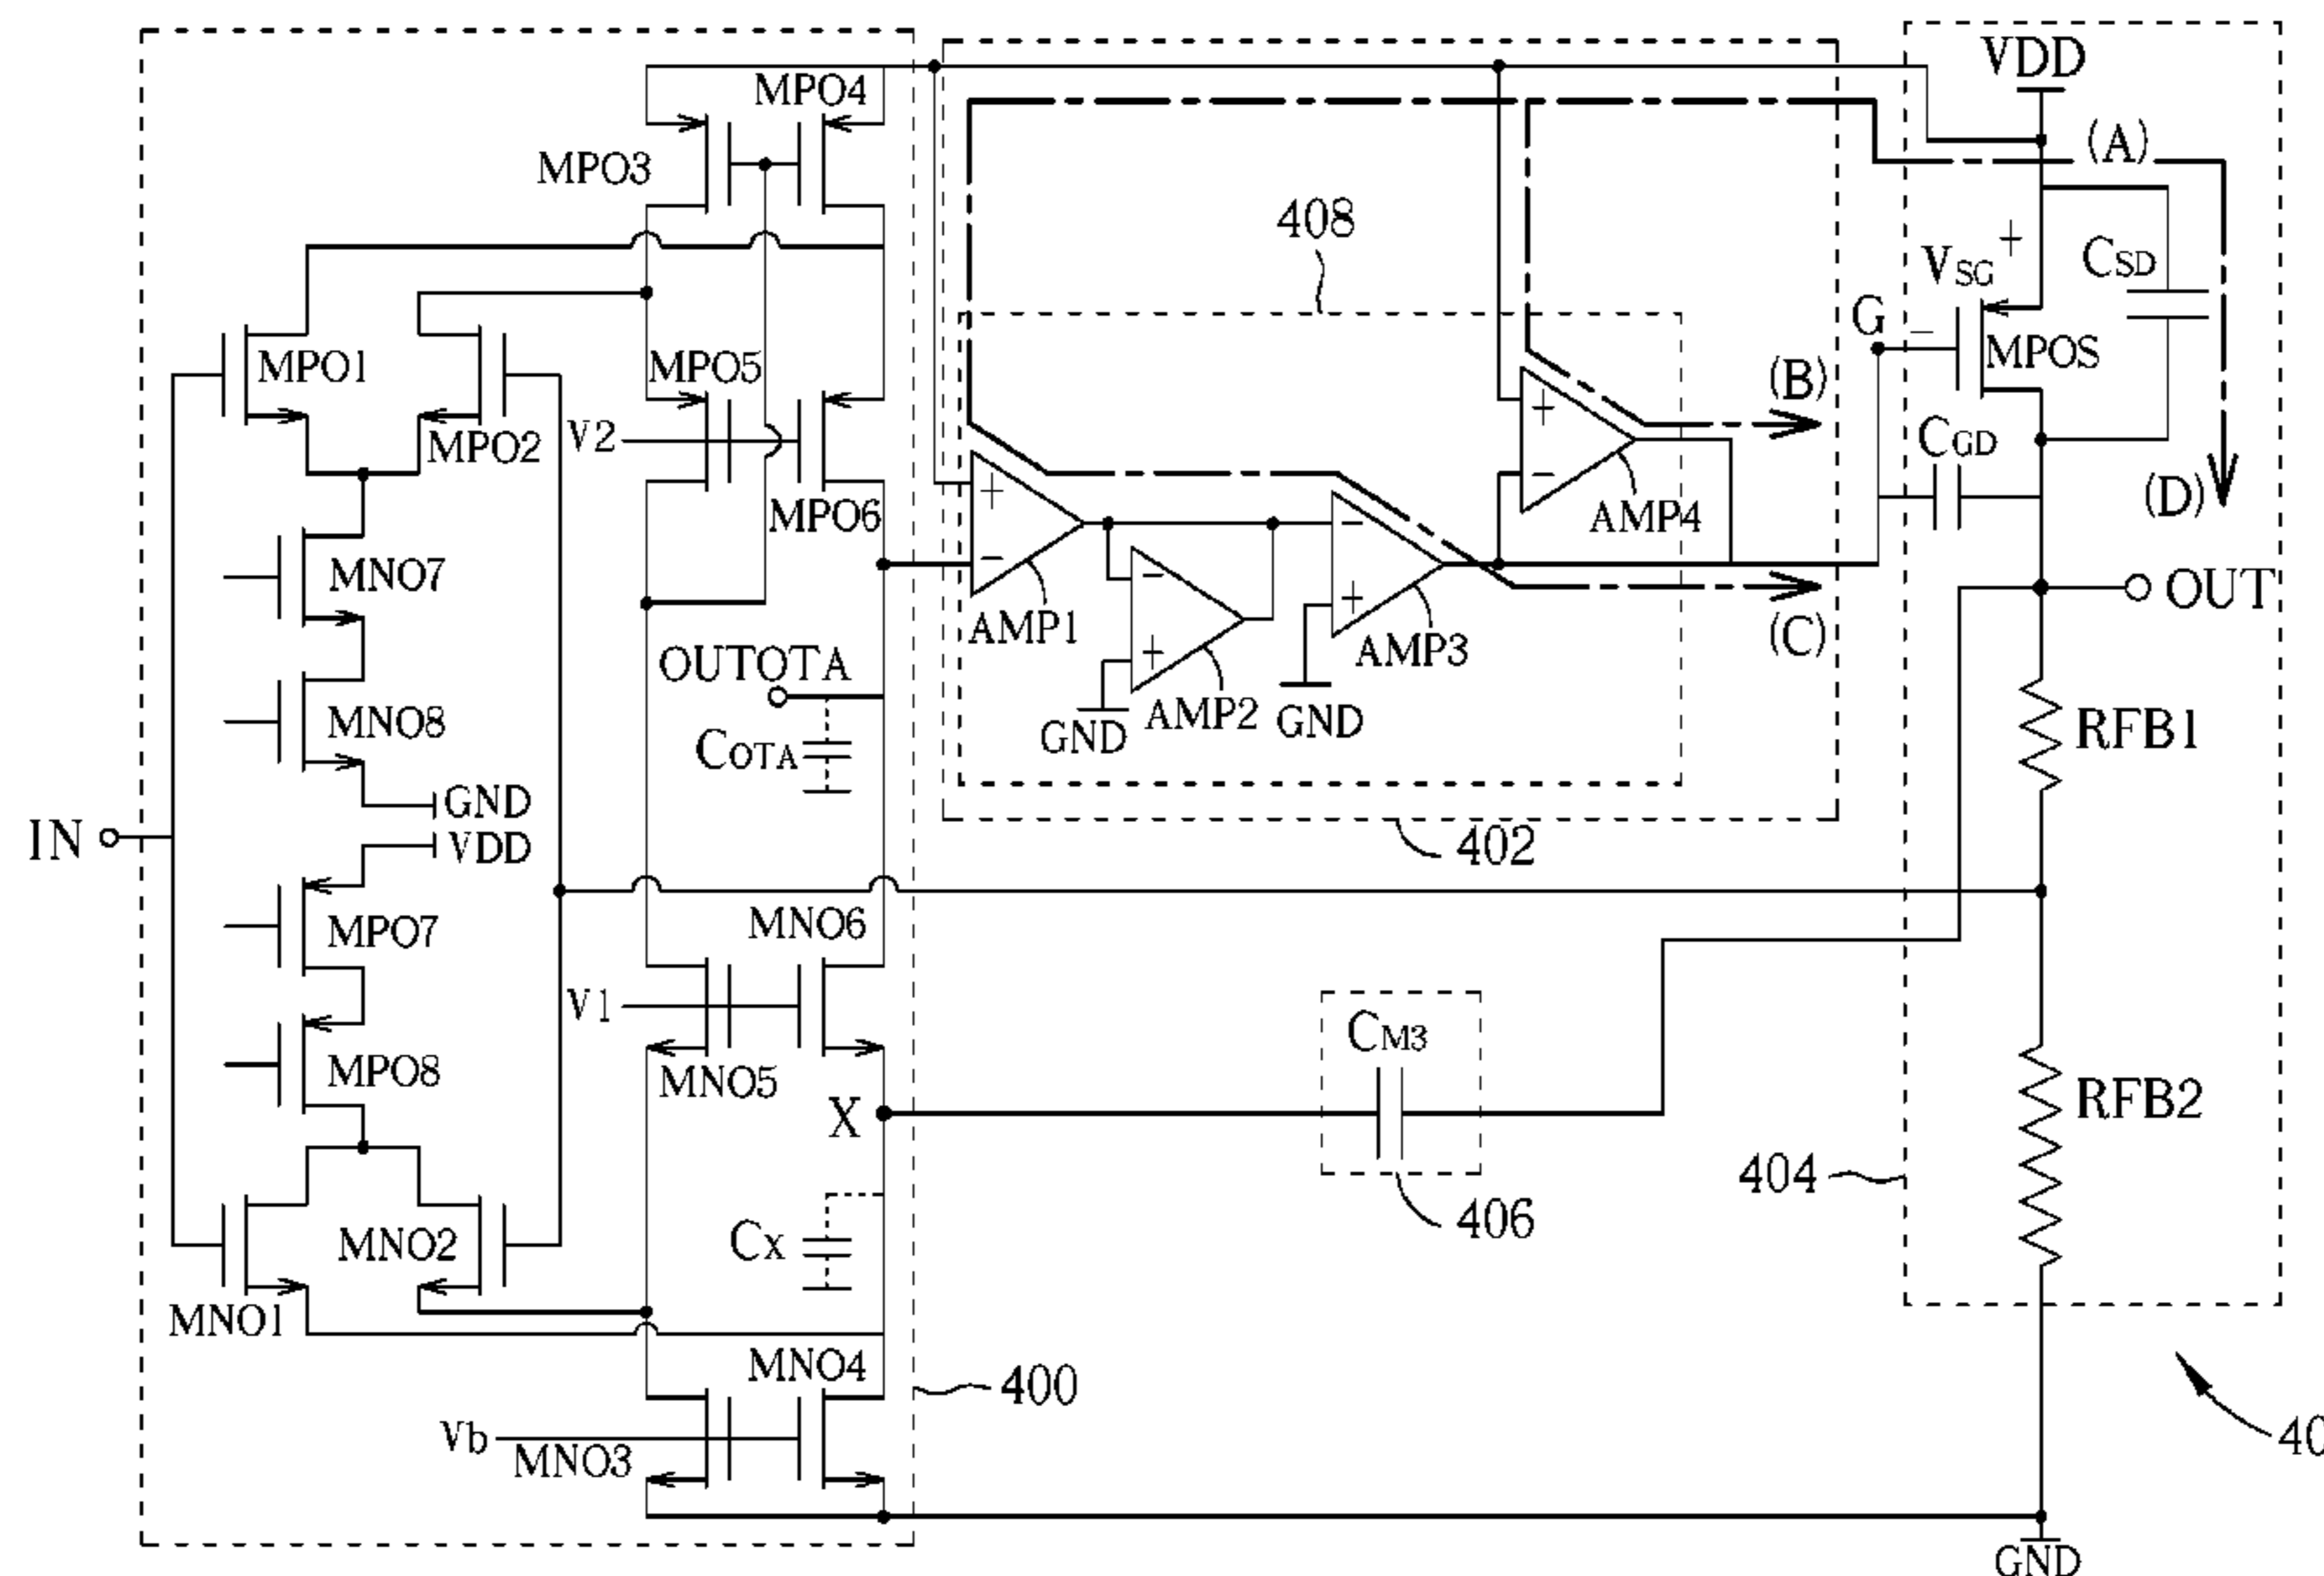 VDD
MPO4
(A)
MPO3
408
VSG
+
CSD
G
−
MPOS
MPO1
MPO5
(B)
+
V2
MPO2
CGD
−
+
−
(D)
MPO6
AMP4
MNO7
−
−
+
OUT
AMP1
(C)
AMP3
OUTOTA
+
AMP2
MNO8
COTA
GND
GND
RFB1
GND
IN
VDD
402
MNO6
MPO7
V1
CM3
MNO5
MPO8
RFB2
X
404
406
MNO2
CX
MNO1
MNO4
400
Vb
MNO3
40
GND